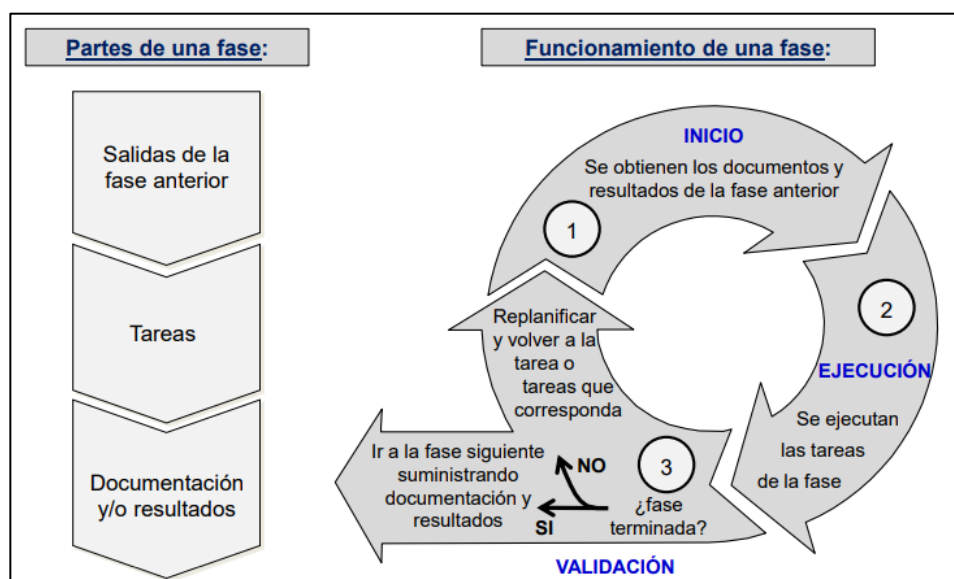 Partes de una fase:
Salidas de la
fase anterior
Tareas
Documentación
y/o resultados
Funcionamiento de una fase:
INICIO
Se obtienen los documentos y
resultados de la fase anterior
1
2
EJECUCIÓN
Se ejecutan
las tareas
de la fase
3
¿fase
terminada?
VALIDACIÓN
NO
SI
Replanificar
y volver a la
tarea o
tareas que
corresponda
Ir a la fase siguiente
suministrando
documentación y
resultados